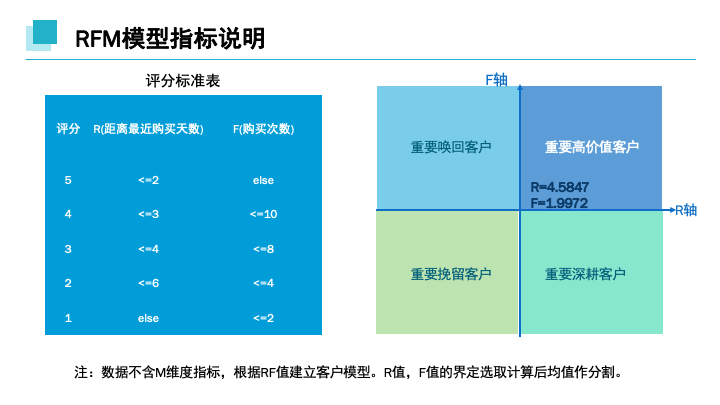 RFM模型指标说明
评分标准表
评分 R(距离最近购买天数) F(购买次数)
5 <=2 else
4 <=3 <=10
3 <=4 <=8
2 <=6 <=4
1 else <=2
F轴
重要唤回客户 重要高价值客户
R=4.5847
F=1.9972
R轴
重要挽留客户 重要深耕客户
注：数据不含M维度指标，根据RF值建立客户模型。R值，F值的界定选取计算后均值作分割。